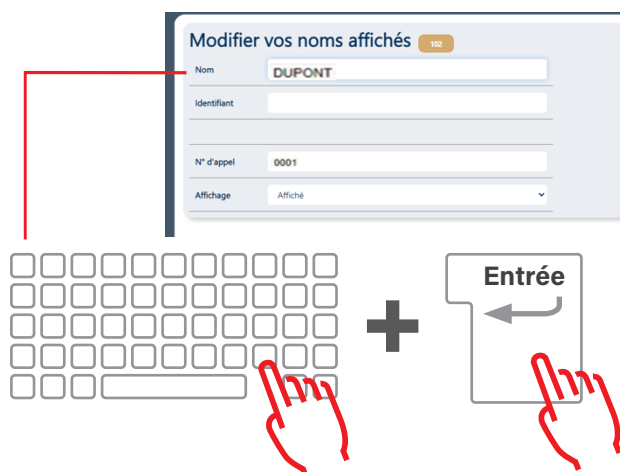 Modifier vos noms affichés 102
Nom DUPONT
Identifiant
N° d'appel 0001
Affichage Affiché
Entrée